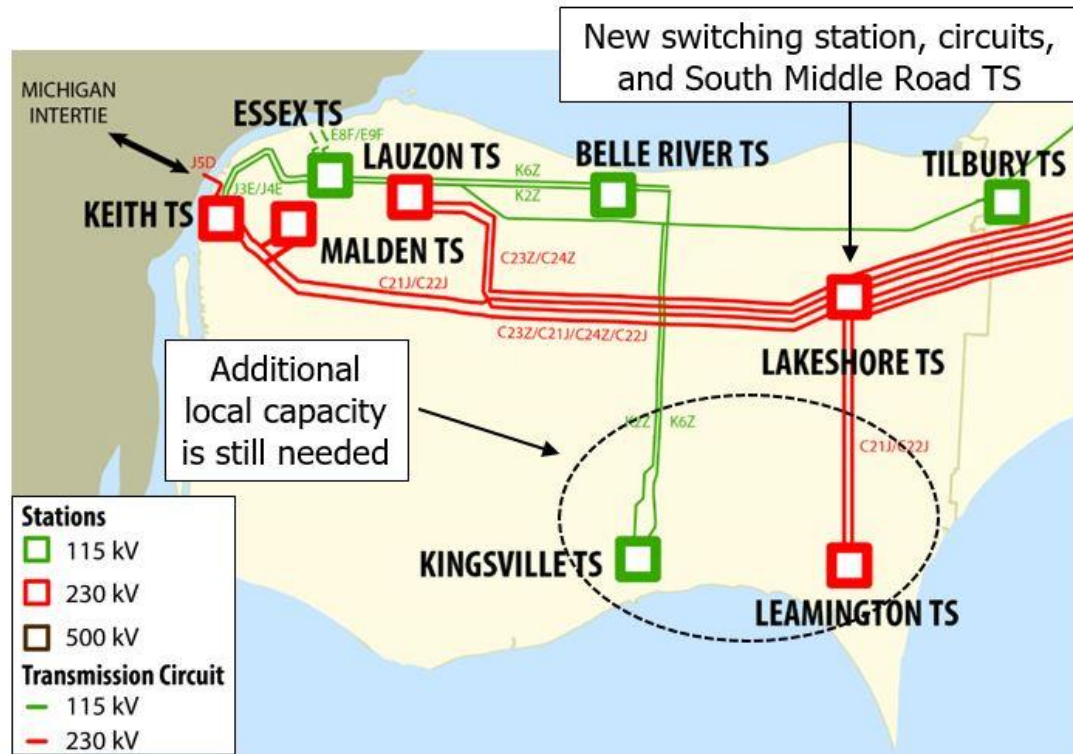 New switching station, circuits,
and South Middle Road TS
MICHIGAN
INTERTIE
ESSEX TS
E8F/E9F
LAUZON TS
K6Z
BELLE RIVER TS
TILBURY TS
J5D
J3E/J4E
K2Z
KEITH TS
MALDEN TS
C23Z/C24Z
C21J/C22J
C23Z/C21J/C24Z/C22J
LAKESHORE TS
Additional
local capacity
is still needed
K2Z
K6Z
C21J/C22J
KINGSVILLE TS
LEAMINGTON TS
Stations
115 kV
230 kV
500 kV
Transmission Circuit
115 kV
230 kV